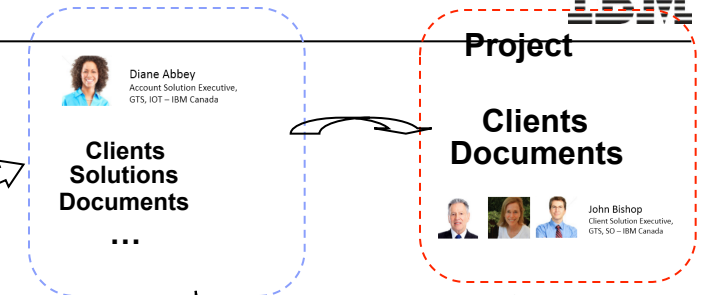 IBM
Project
Diane Abbey
Account Solution Executive,
GTS, IOT – IBM Canada
Clients
Solutions
Documents
...
Clients
Documents
John Bishop
Client Solution Executive,
GTS, SO – IBM Canada